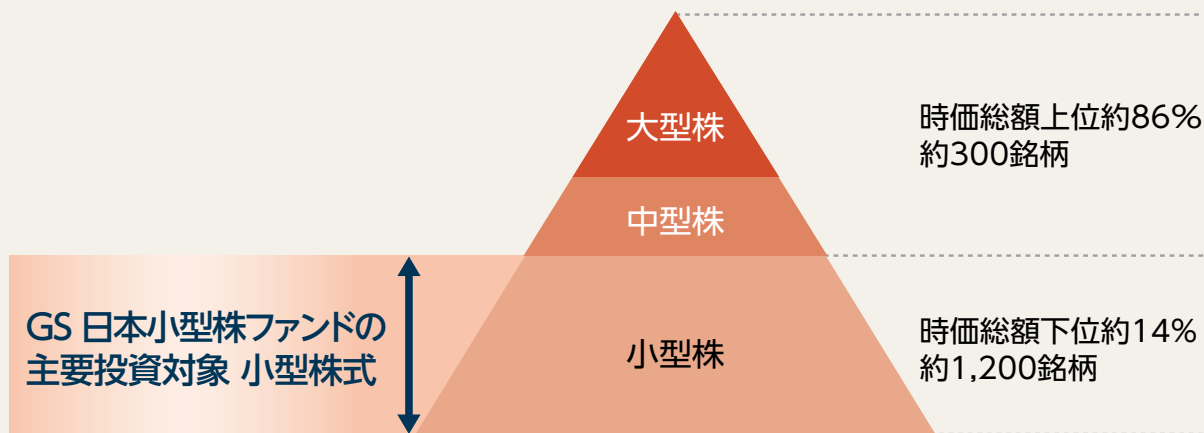 大型株
時価総額上位約86%
約300銘柄
中型株
GS 日本小型株ファンドの
主要投資対象 小型株式
小型株
時価総額下位約14%
約1,200銘柄